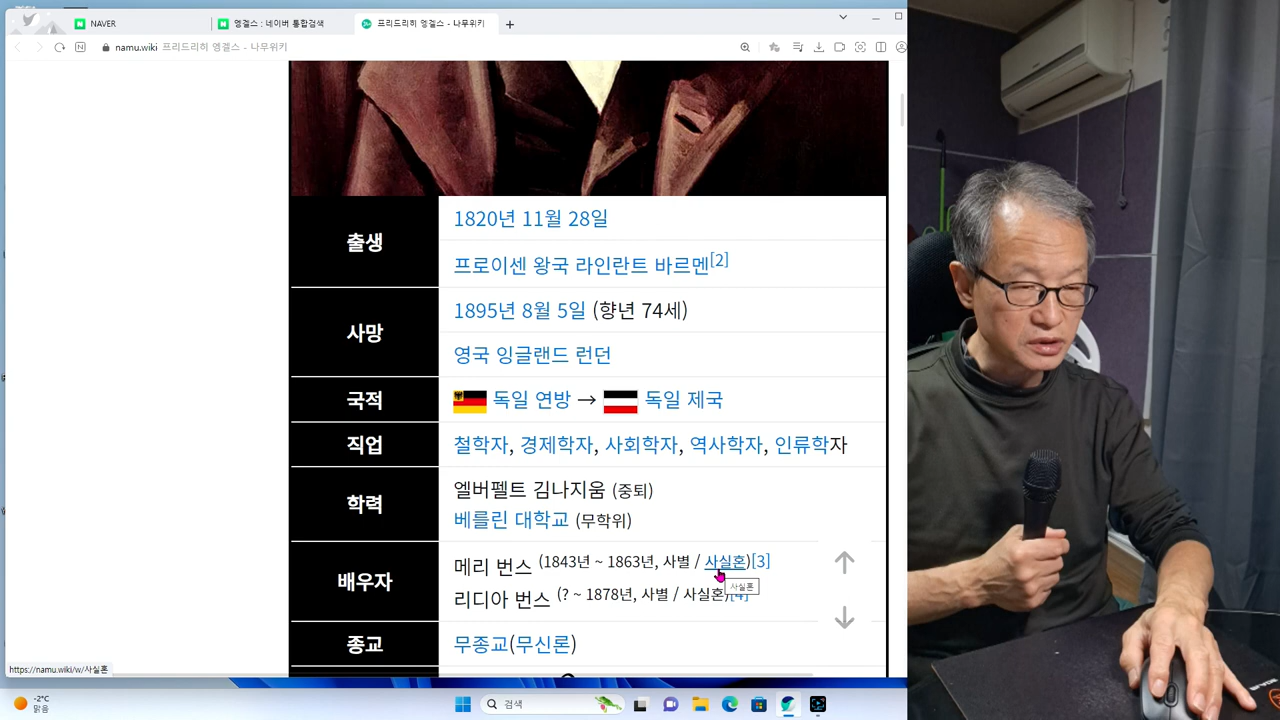 NAVER
엥겔스 : 네이버 통합검색
프리드리히 엥겔스 - 나무위키
namu.wiki 프리드리히 엥겔스 - 나무위키
출생
1820년 11월 28일
프로이센 왕국 라인란트 바르멘[2]
사망
1895년 8월 5일 (향년 74세)
영국 잉글랜드 런던
국적
독일 연방 → 독일 제국
직업
철학자, 경제학자, 사회학자, 역사학자, 인류학자
학력
엘버펠트 김나지움 (중퇴)
베를린 대학교 (무학위)
배우자
메리 번스 (1843년 ~ 1863년, 사별 / 사실혼)[3]
리디아 번스 (? ~ 1878년, 사별 / 사실혼)[4]
사실혼
종교
무종교(무신론)
https://namu.wiki/w/사실혼
-2°C
맑음
검색